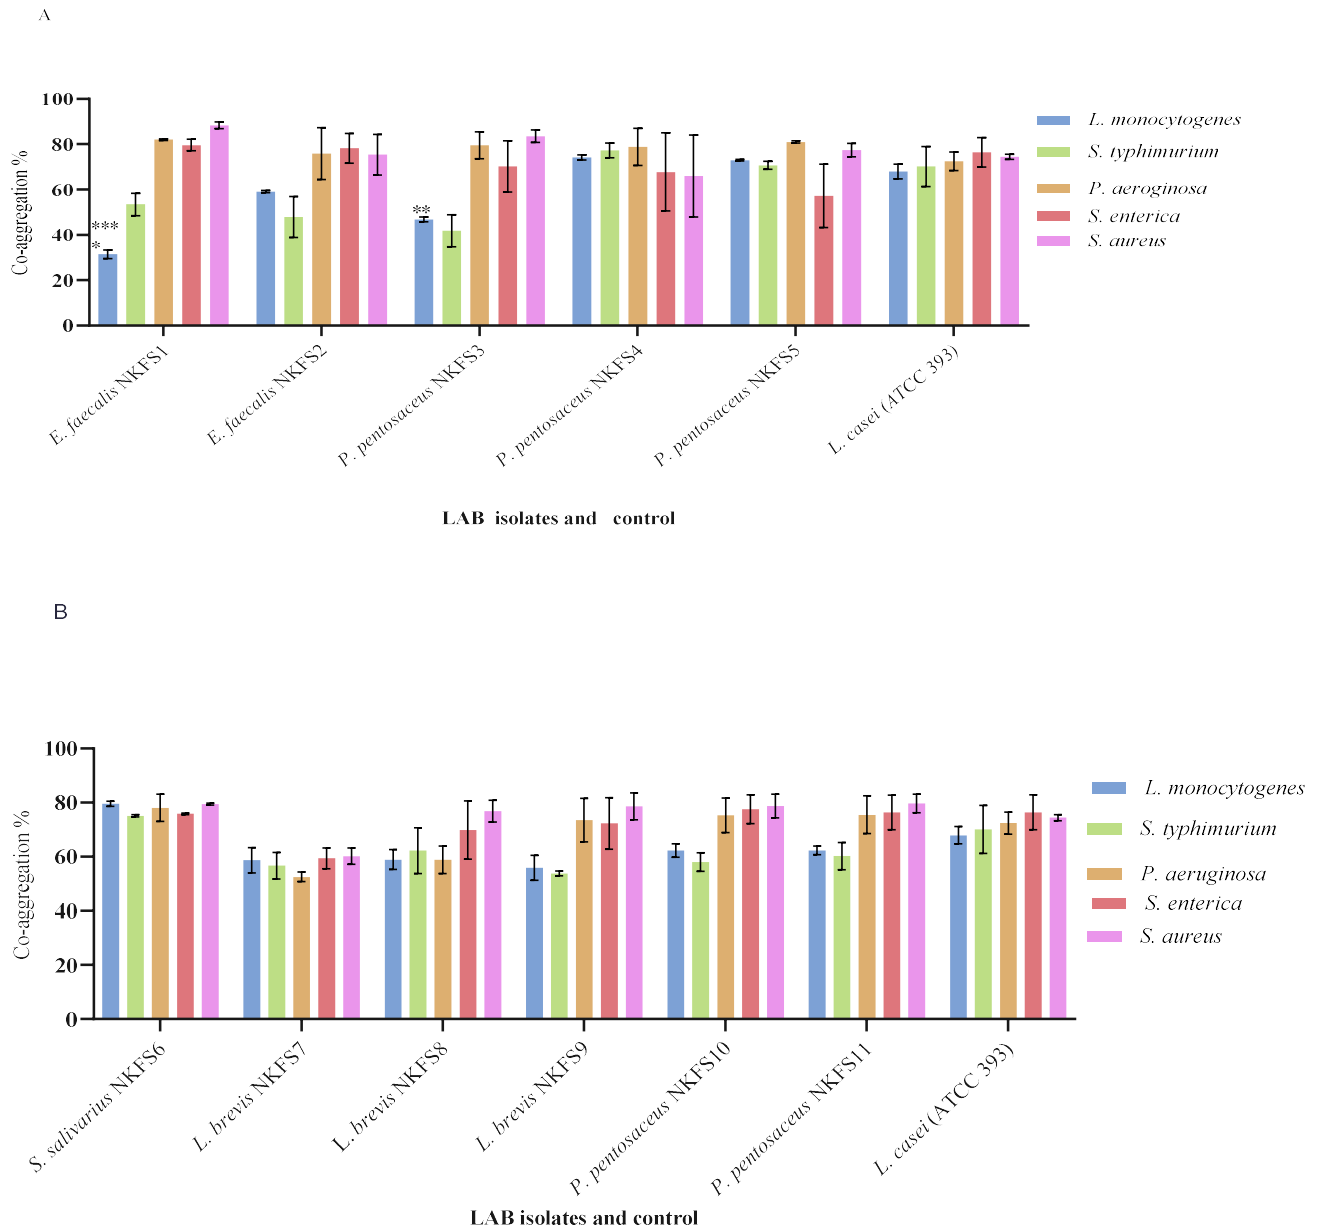 A
100
80
60
40
20
0
Co-aggregation %
***
*
**
L. monocytogenes
S. typhimurium
P. aeroginosa
S. enterica
S. aureus
E. faecalis NKFS1
E. faecalis NKFS2
P. pentosaceus NKFS3
P. pentosaceus NKFS4
P. pentosaceus NKFS5
L. casei (ATCC 393)
LAB isolates and control
B
100
80
60
40
20
0
Co-aggregation %
L. monocytogenes
S. typhimurium
P. aeruginosa
S. enterica
S. aureus
S. salivarius NKFS6
L. brevis NKFS7
L. brevis NKFS8
L. brevis NKFS9
P. pentosaceus NKFS10
P. pentosaceus NKFS11
L. casei (ATCC 393)
LAB isolates and control